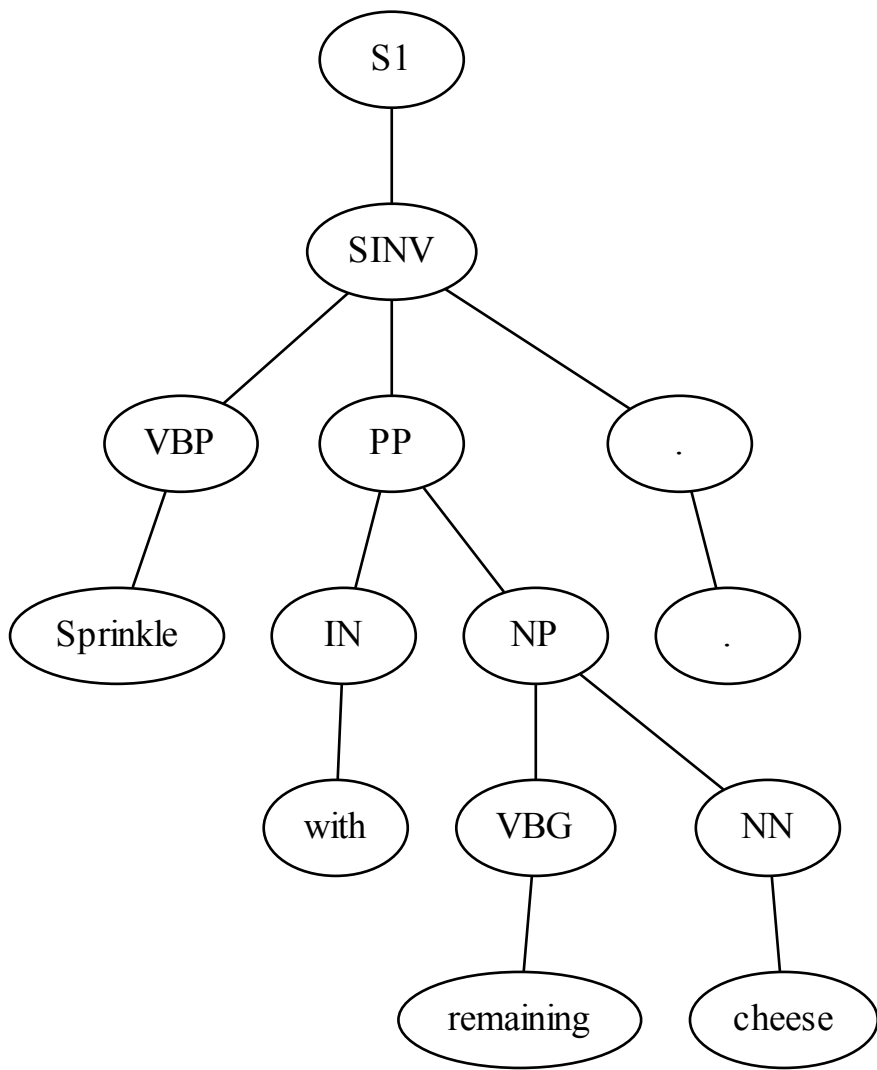 S1
SINV
VBP PP .
Sprinkle IN NP .
with VBG NN
remaining cheese